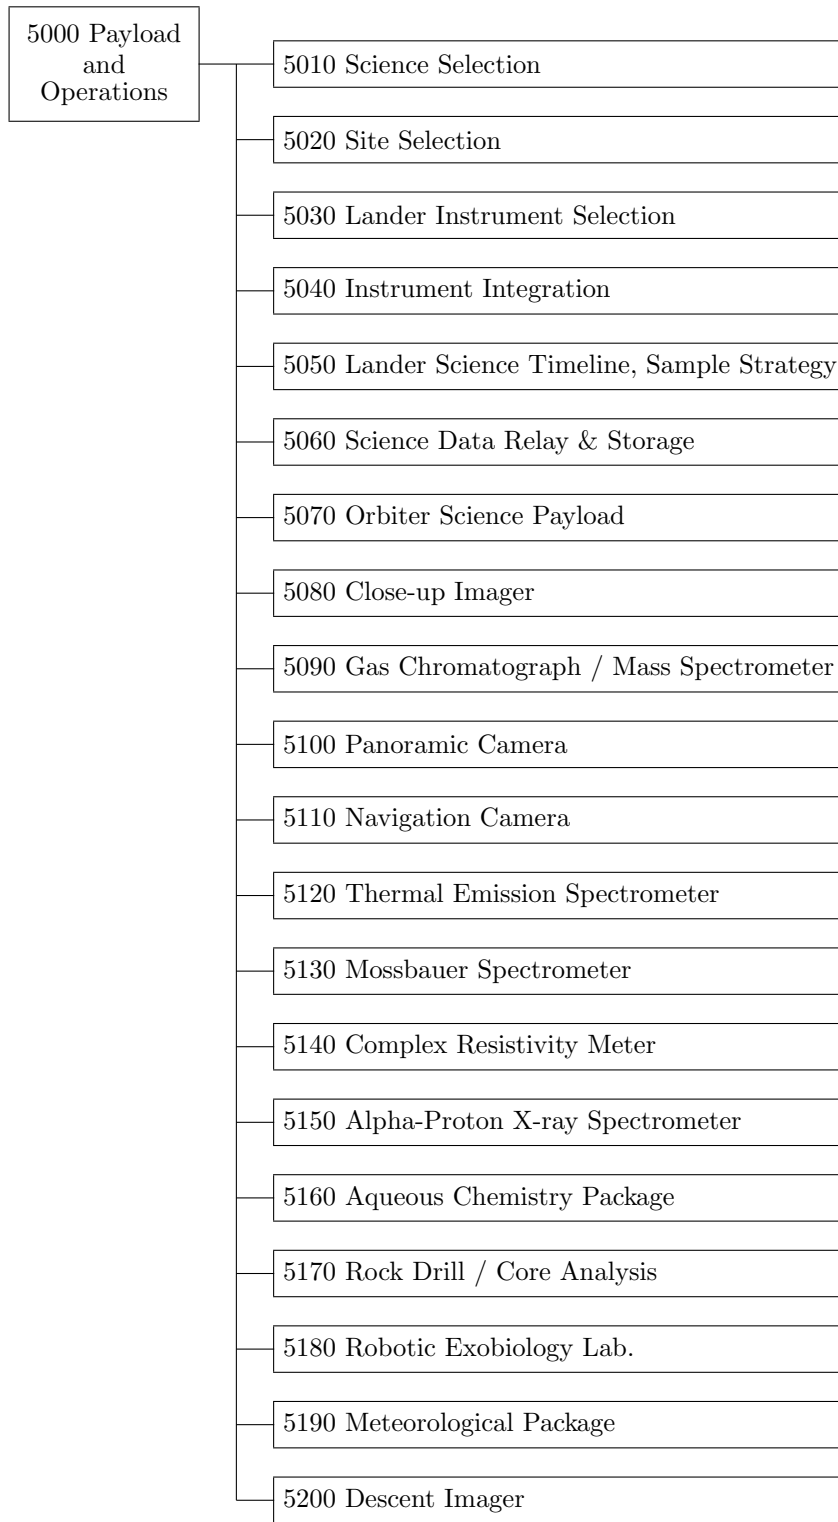 5000 Payload
and
Operations
5010 Science Selection
5020 Site Selection
5030 Lander Instrument Selection
5040 Instrument Integration
5050 Lander Science Timeline, Sample Strategy
5060 Science Data Relay & Storage
5070 Orbiter Science Payload
5080 Close-up Imager
5090 Gas Chromatograph / Mass Spectrometer
5100 Panoramic Camera
5110 Navigation Camera
5120 Thermal Emission Spectrometer
5130 Mossbauer Spectrometer
5140 Complex Resistivity Meter
5150 Alpha-Proton X-ray Spectrometer
5160 Aqueous Chemistry Package
5170 Rock Drill / Core Analysis
5180 Robotic Exobiology Lab.
5190 Meteorological Package
5200 Descent Imager